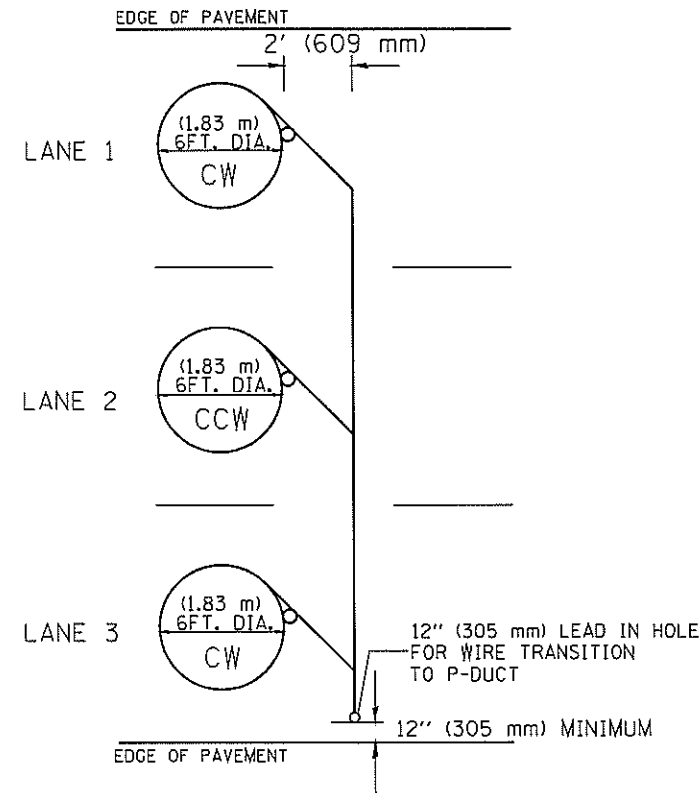 EDGE OF PAVEMENT
2' (609 mm)
LANE 1
(1.83 m)
6FT. DIA.
CW
LANE 2
(1.83 m)
6FT. DIA.
CCW
LANE 3
(1.83 m)
6FT. DIA.
CW
12" (305 mm) LEAD IN HOLE
FOR WIRE TRANSITION
TO P-DUCT
12" (305 mm) MINIMUM
EDGE OF PAVEMENT